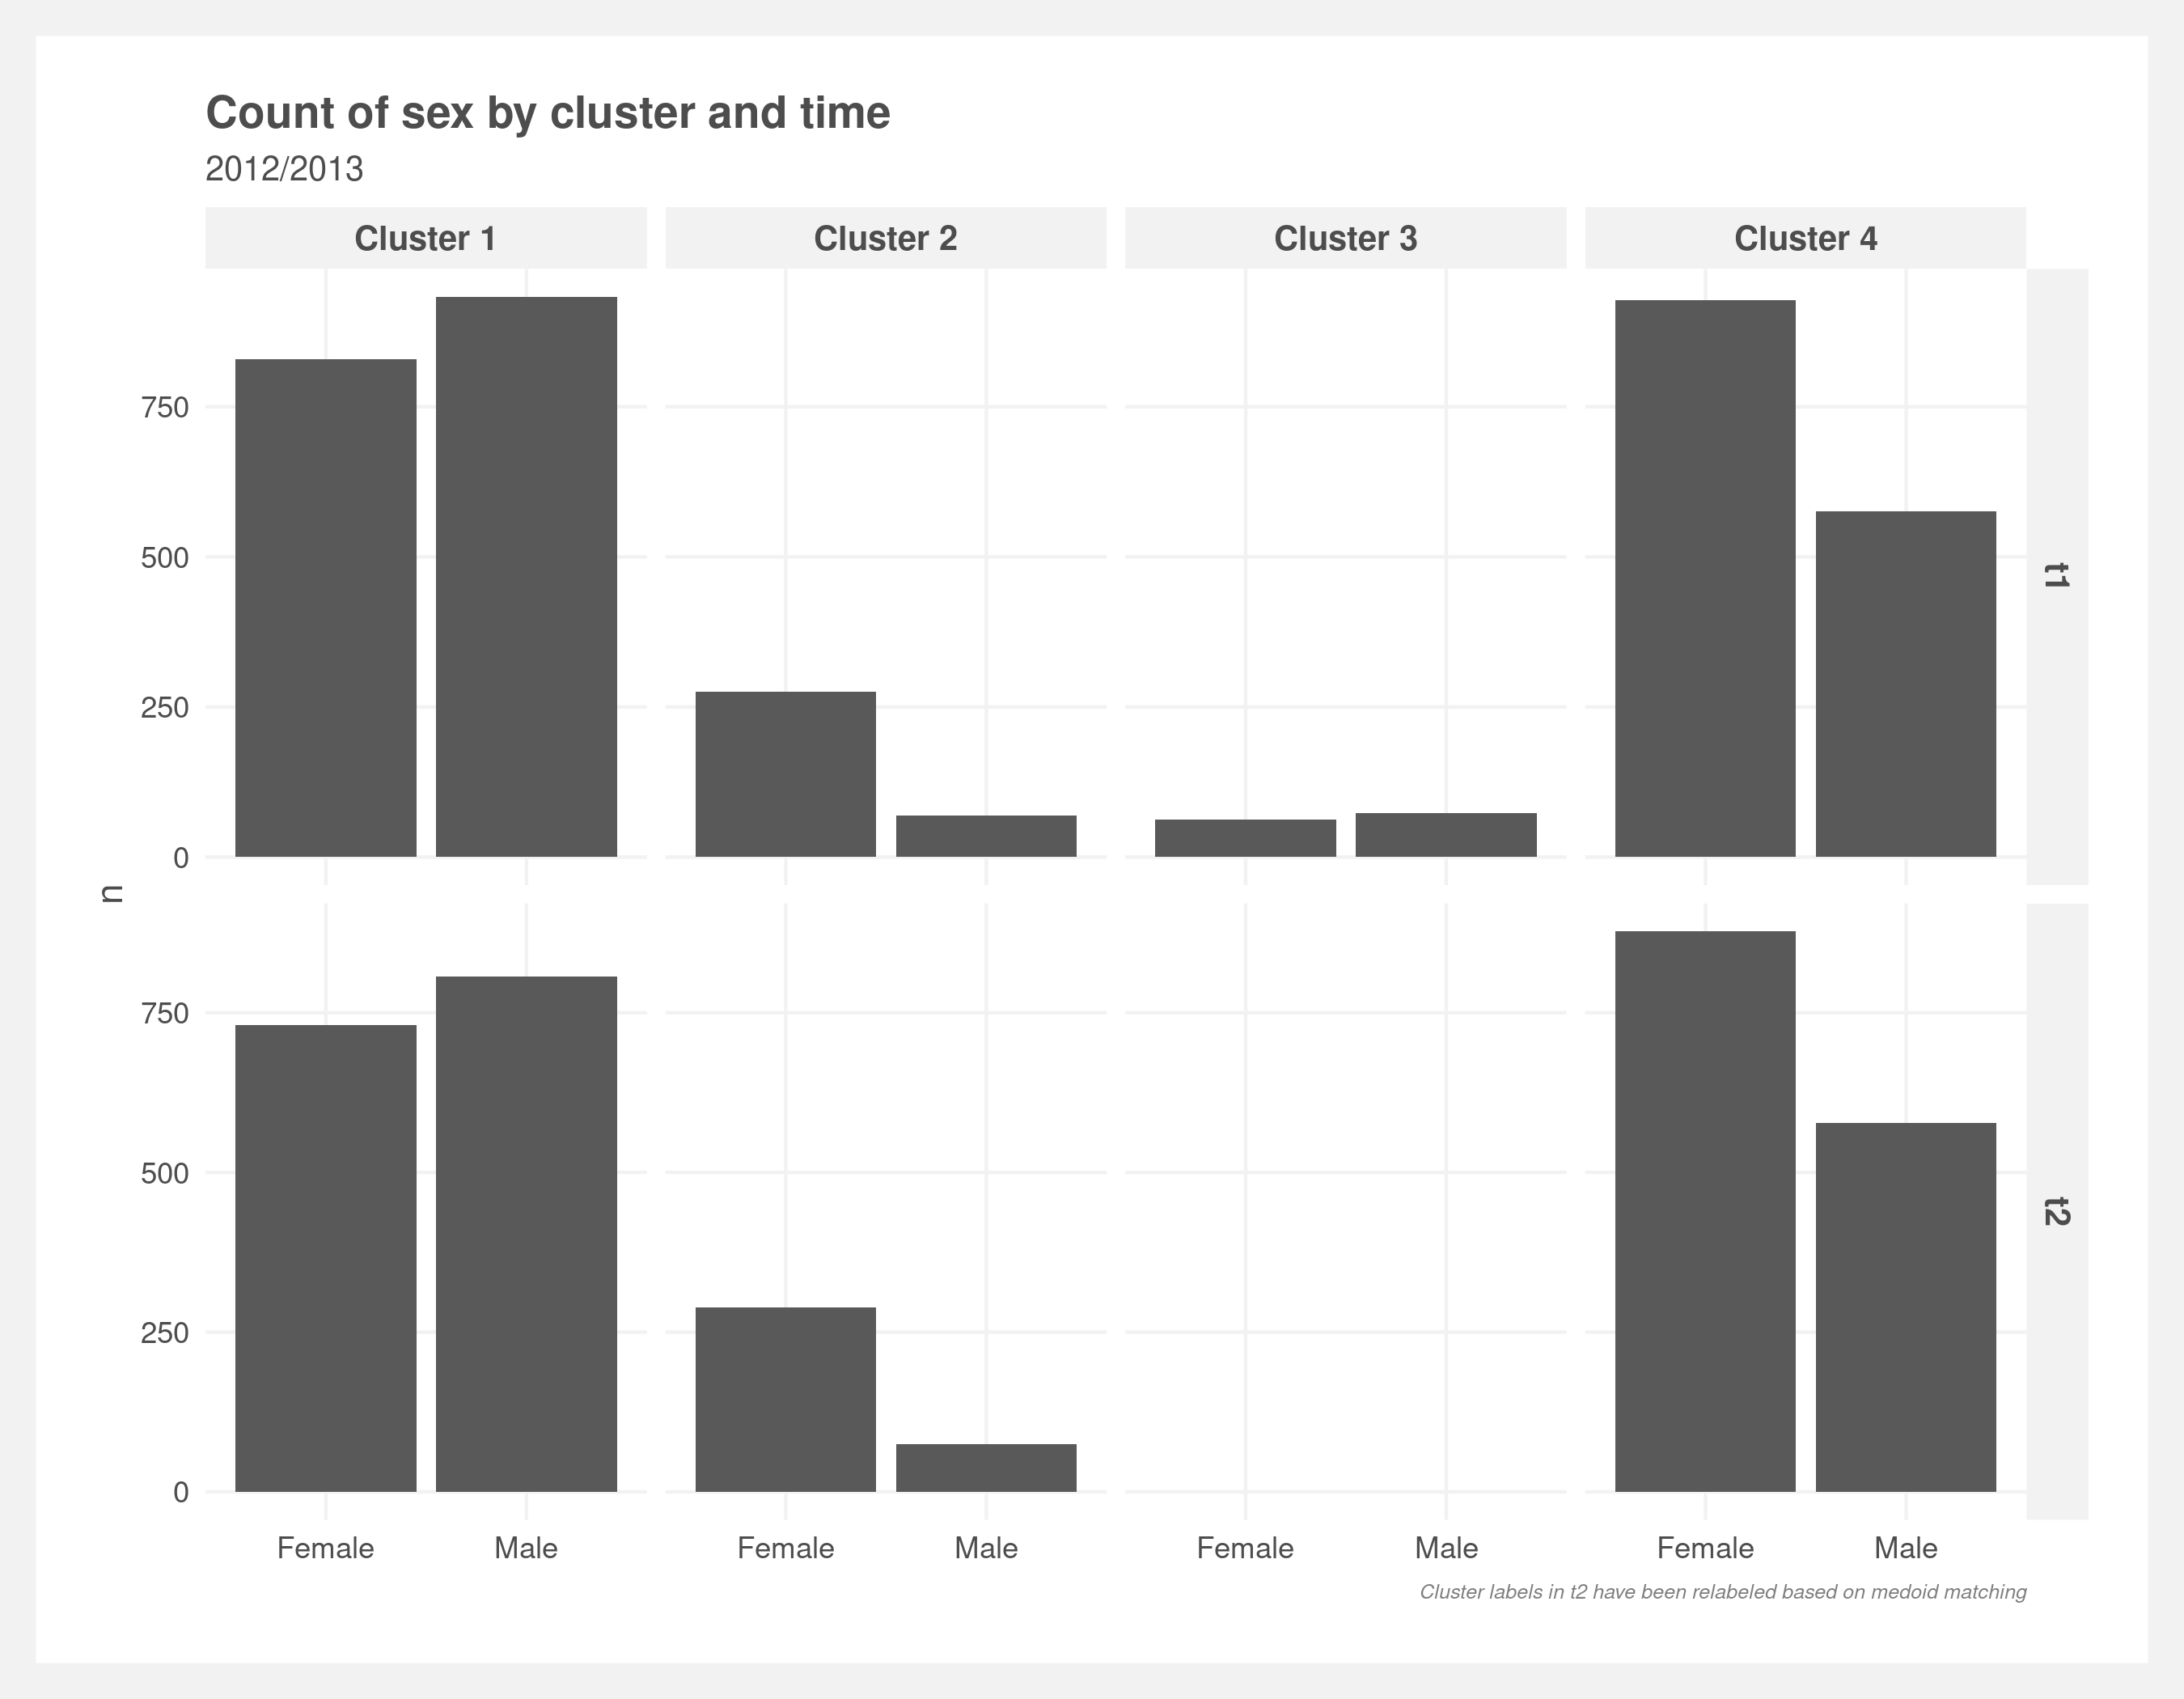 Count of sex by cluster and time
2012/2013
Cluster 1 Cluster 2 Cluster 3 Cluster 4
750
500
250
0
t1
n
750
500
250
0
t2
Female Male Female Male Female Male Female Male
Cluster labels in t2 have been relabeled based on medoid matching